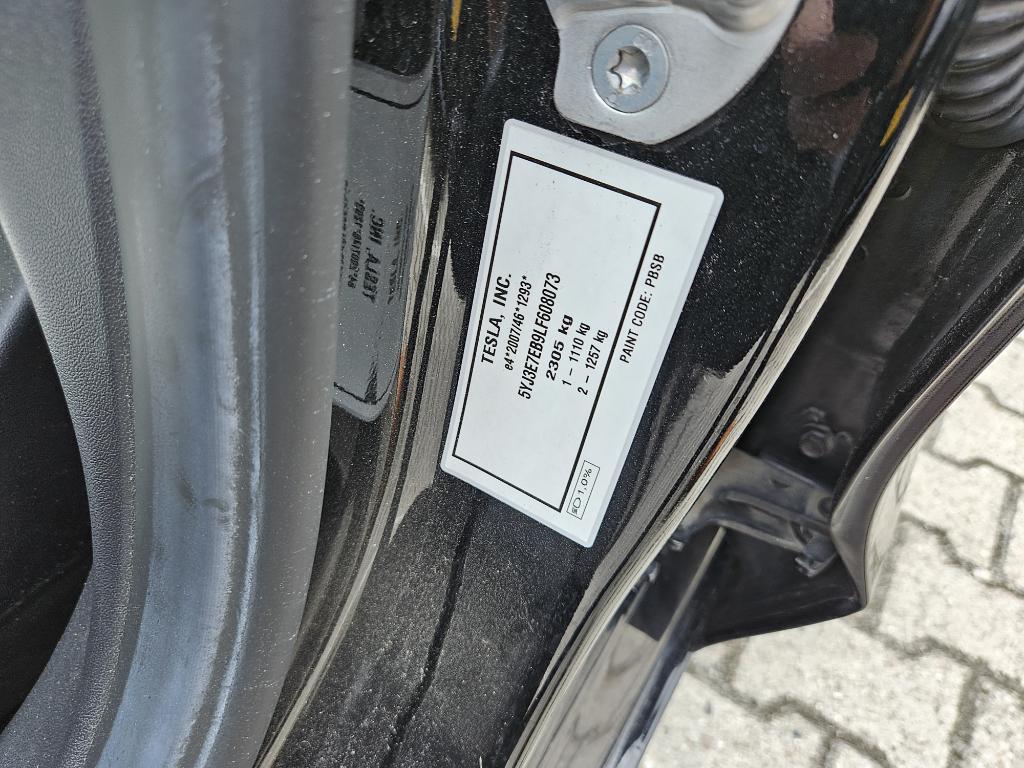 TESLA, INC.
e4*2007/46*1293*
5YJ3E7EB9LF608073
2305 kg
1 – 1110 kg
2 – 1257 kg
PAINT CODE: PBSB
1,0%